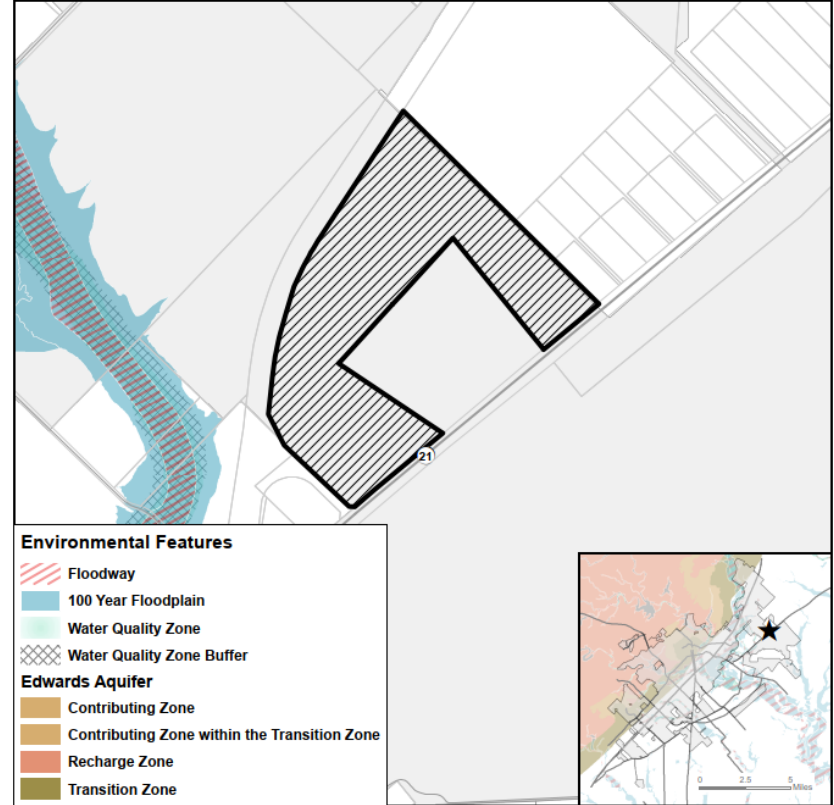 21
Environmental Features
Floodway
100 Year Floodplain
Water Quality Zone
Water Quality Zone Buffer
Edwards Aquifer
Contributing Zone
Contributing Zone within the Transition Zone
Recharge Zone
Transition Zone
0 2.5 5
Miles